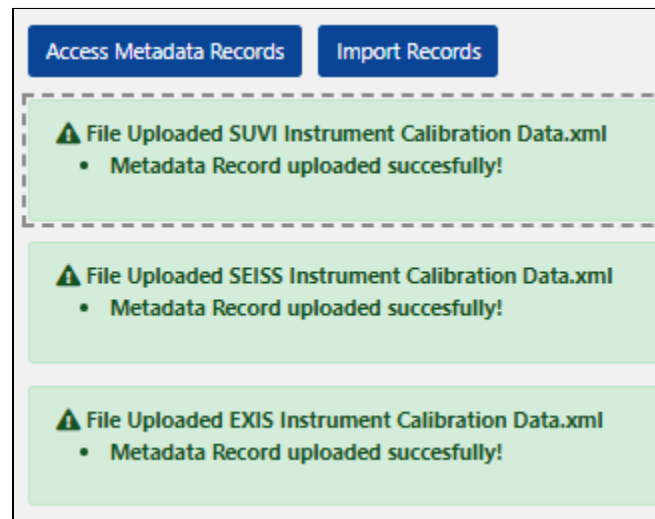 Access Metadata Records Import Records
File Uploaded SUVI Instrument Calibration Data.xml
• Metadata Record uploaded succesfully!
File Uploaded SEISS Instrument Calibration Data.xml
• Metadata Record uploaded succesfully!
File Uploaded EXIS Instrument Calibration Data.xml
• Metadata Record uploaded succesfully!